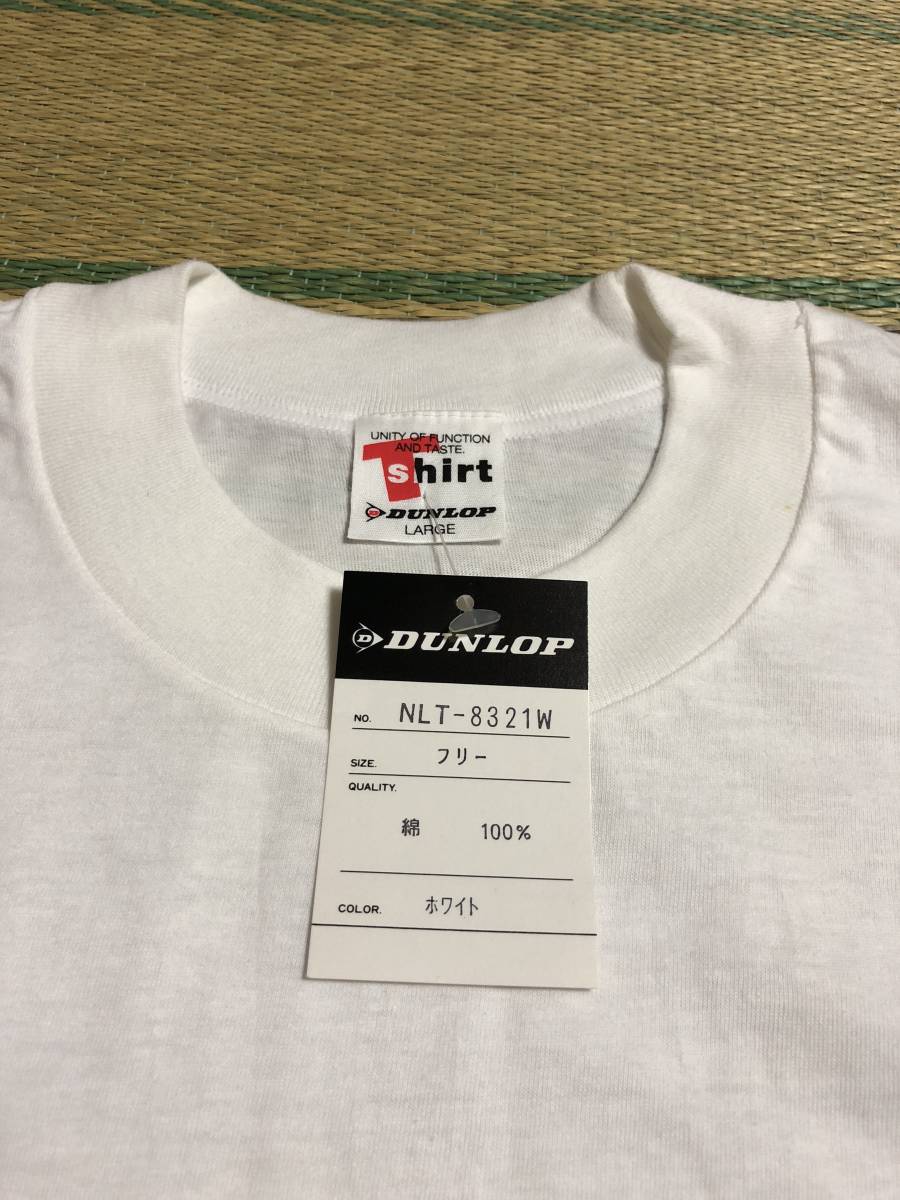 UNITY OF FUNCTION
AND TASTE.
Tshirt
D DUNLOP
LARGE
D DUNLOP
NO. NLT-8321W
SIZE. フリー
QUALITY.
綿 100%
COLOR. ホワイト